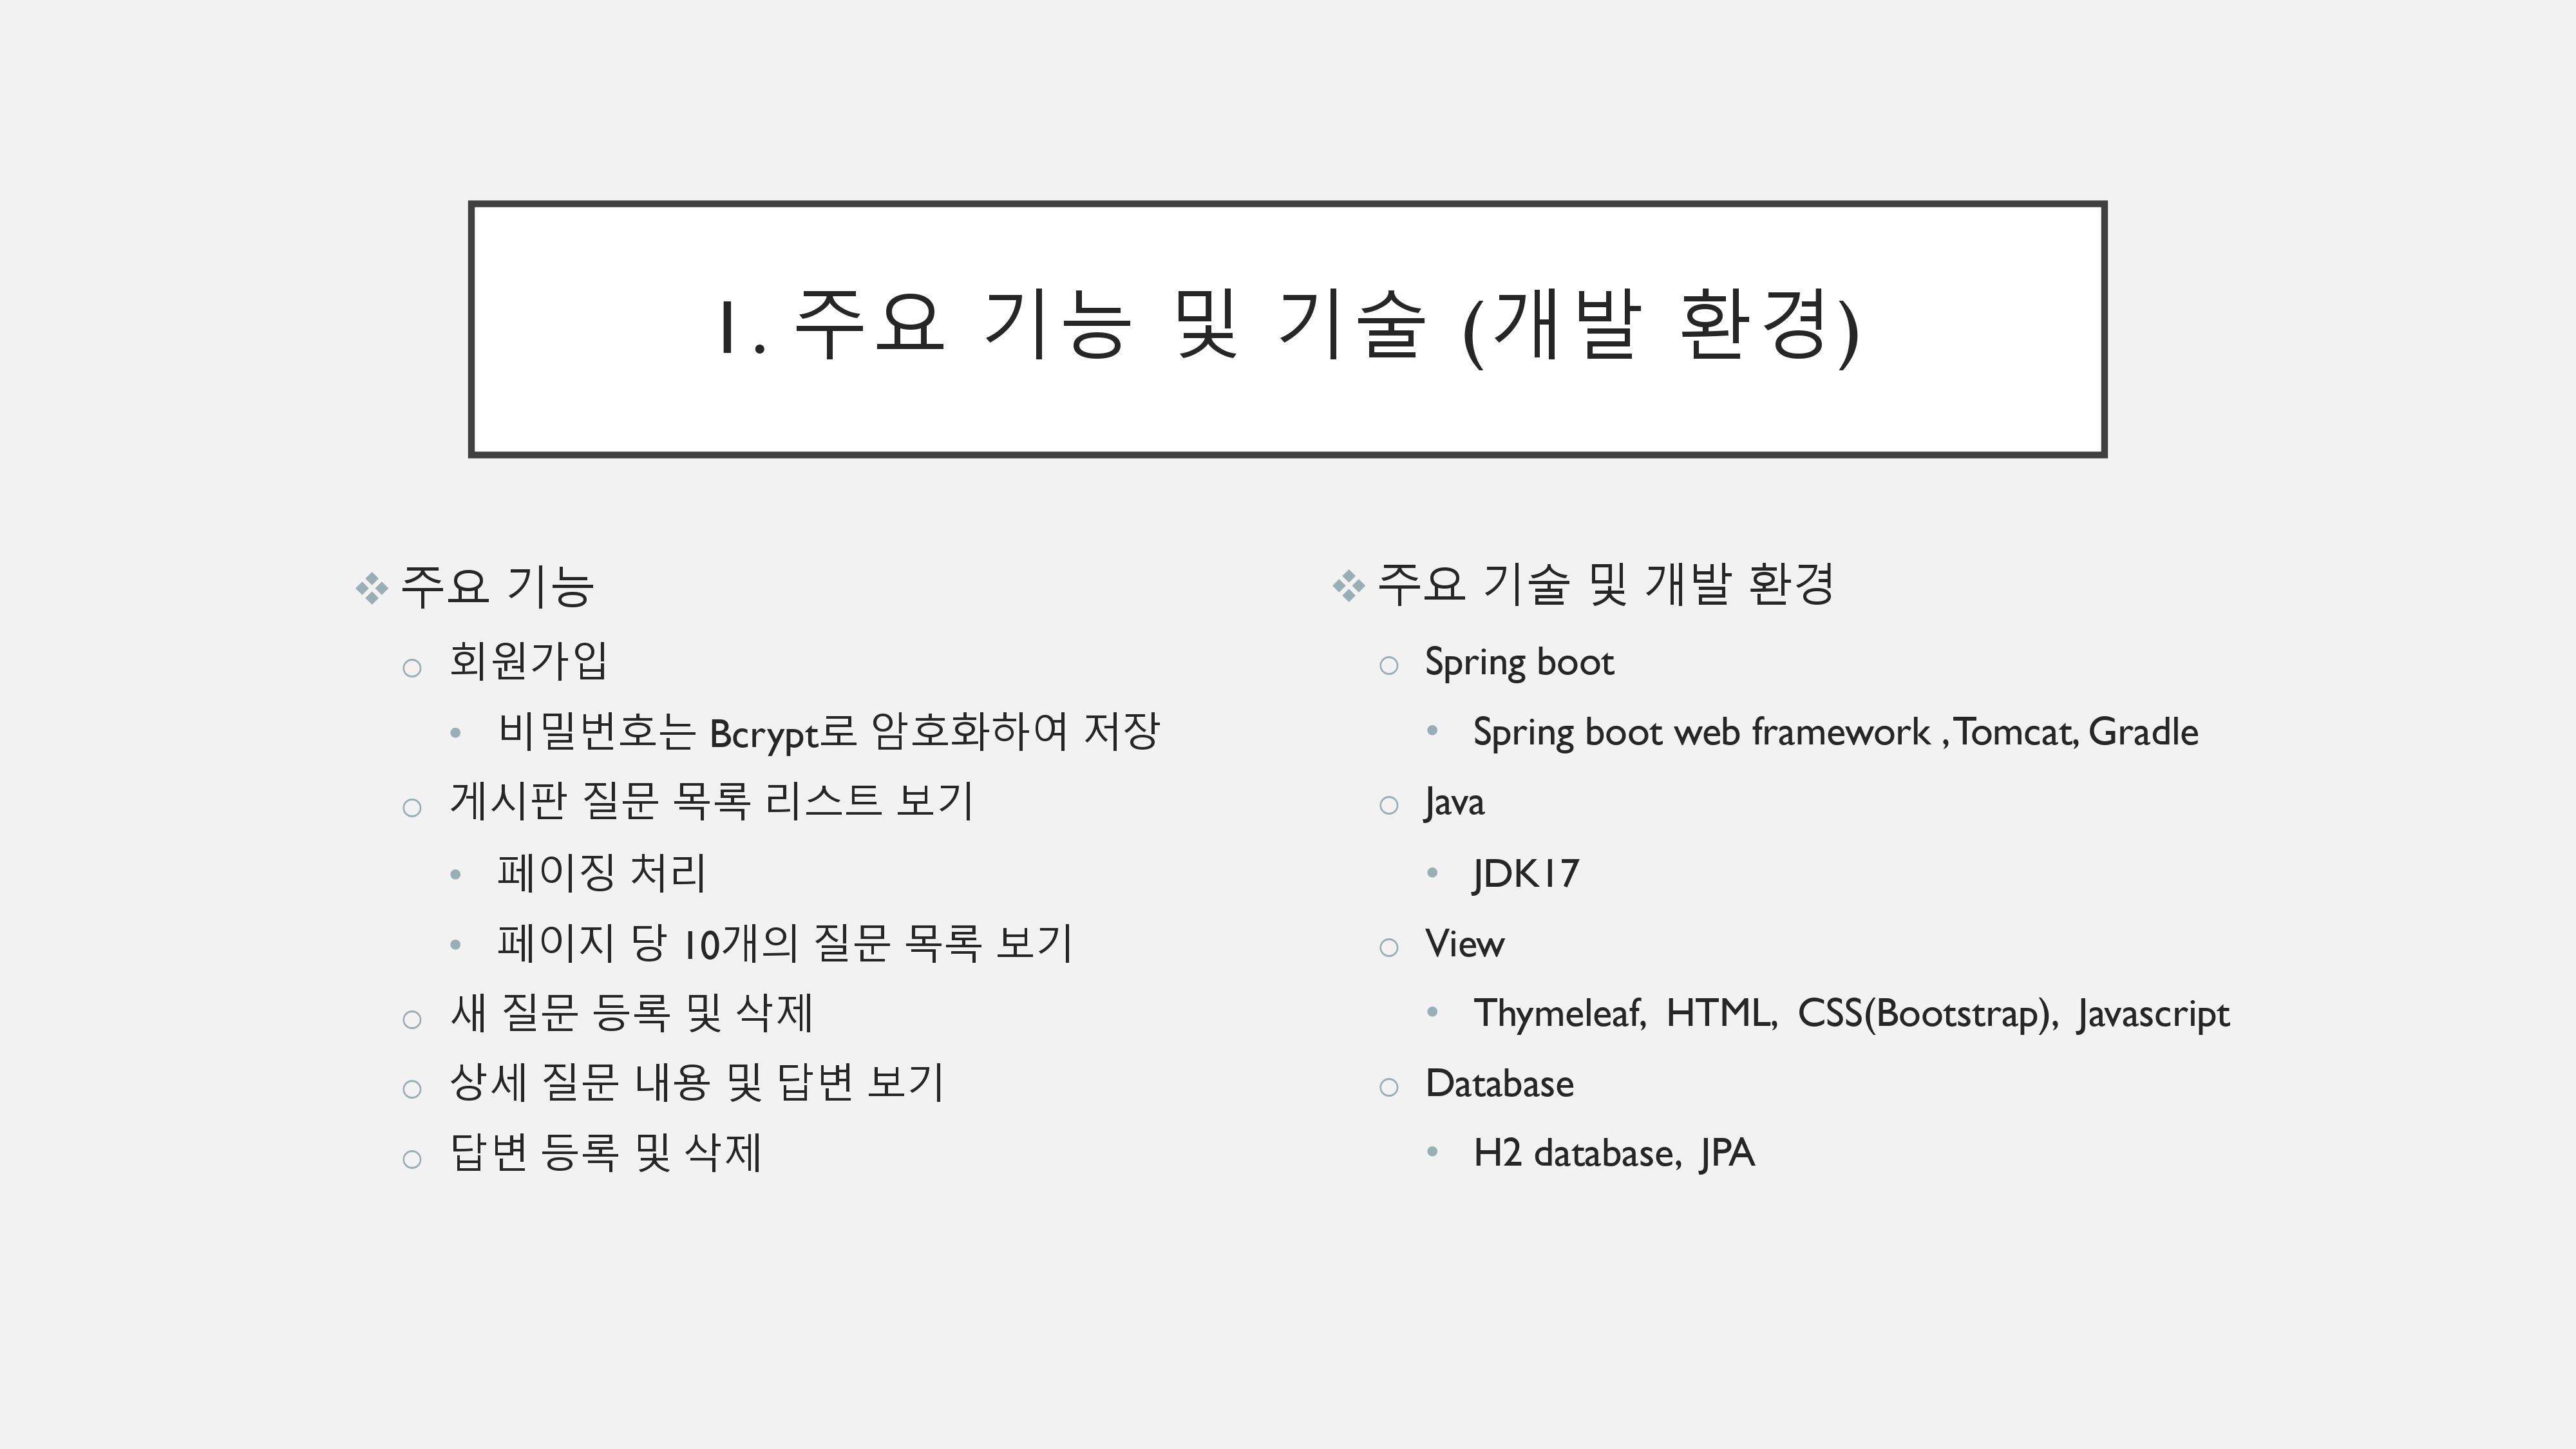 1. 주요 기능 및 기술 (개발 환경)
❖ 주요 기능
○ 회원가입
• 비밀번호는 Bcrypt로 암호화하여 저장
○ 게시판 질문 목록 리스트 보기
• 페이징 처리
• 페이지 당 10개의 질문 목록 보기
○ 새 질문 등록 및 삭제
○ 상세 질문 내용 및 답변 보기
○ 답변 등록 및 삭제
❖ 주요 기술 및 개발 환경
○ Spring boot
• Spring boot web framework , Tomcat, Gradle
○ Java
• JDK17
○ View
• Thymeleaf, HTML, CSS(Bootstrap), Javascript
○ Database
• H2 database, JPA